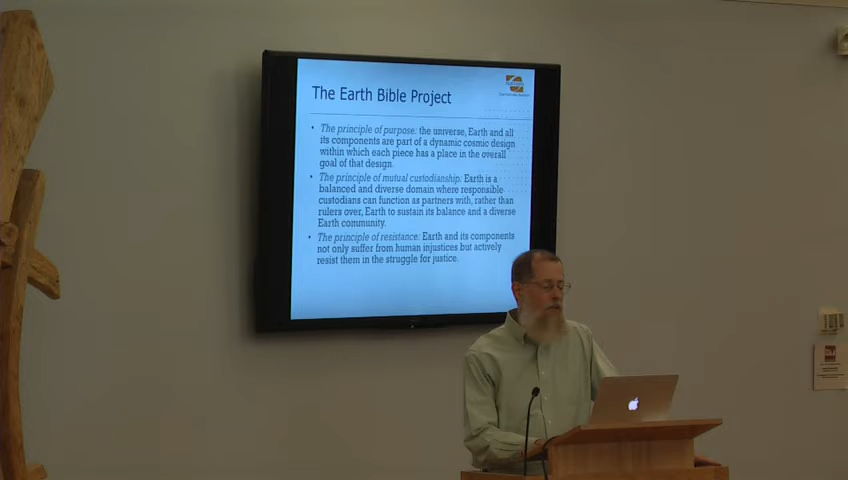 The Earth Bible Project
• The principle of purpose: the universe, Earth and all
its components are part of a dynamic cosmic design
within which each piece has a place in the overall
goal of that design.
• The principle of mutual custodianship: Earth is a
balanced and diverse domain where responsible
custodians can function as partners with, rather than
rulers over, Earth to sustain its balance and a diverse
Earth community.
• The principle of resistance: Earth and its components
not only suffer from human injustices but actively
resist them in the struggle for justice.